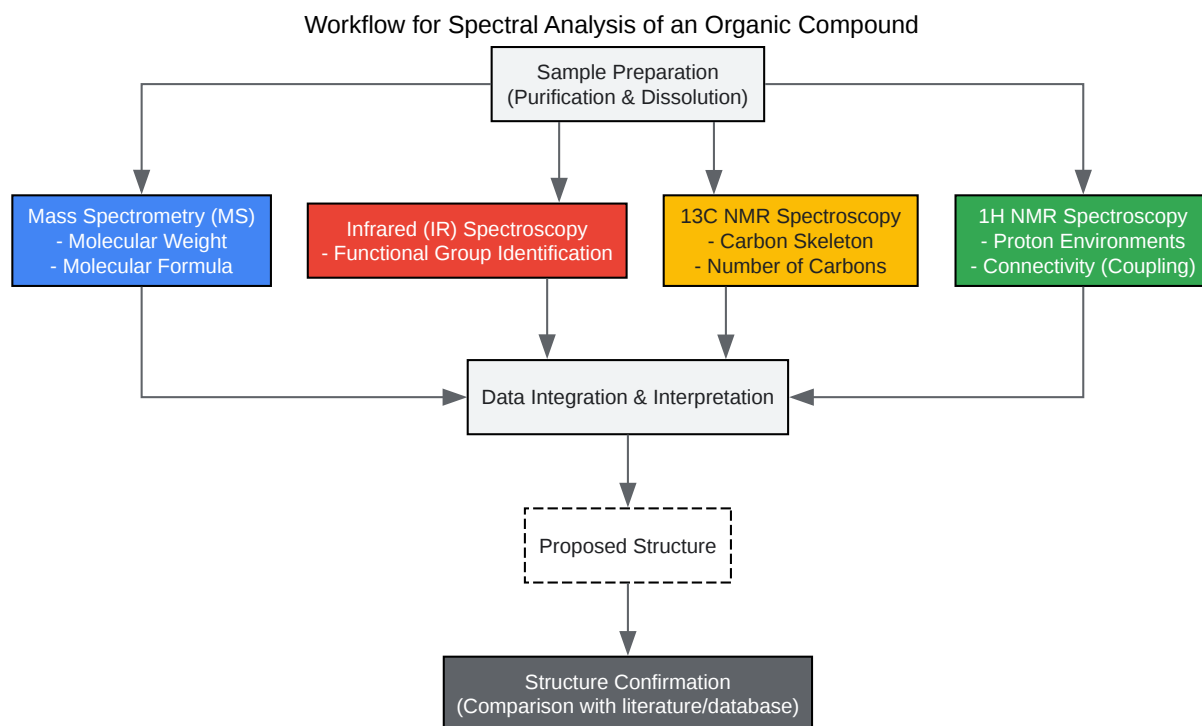 Workflow for Spectral Analysis of an Organic Compound
Sample Preparation
(Purification & Dissolution)
Mass Spectrometry (MS)
- Molecular Weight
- Molecular Formula
Infrared (IR) Spectroscopy
- Functional Group Identification
13C NMR Spectroscopy
- Carbon Skeleton
- Number of Carbons
1H NMR Spectroscopy
- Proton Environments
- Connectivity (Coupling)
Data Integration & Interpretation
Proposed Structure
Structure Confirmation
(Comparison with literature/database)